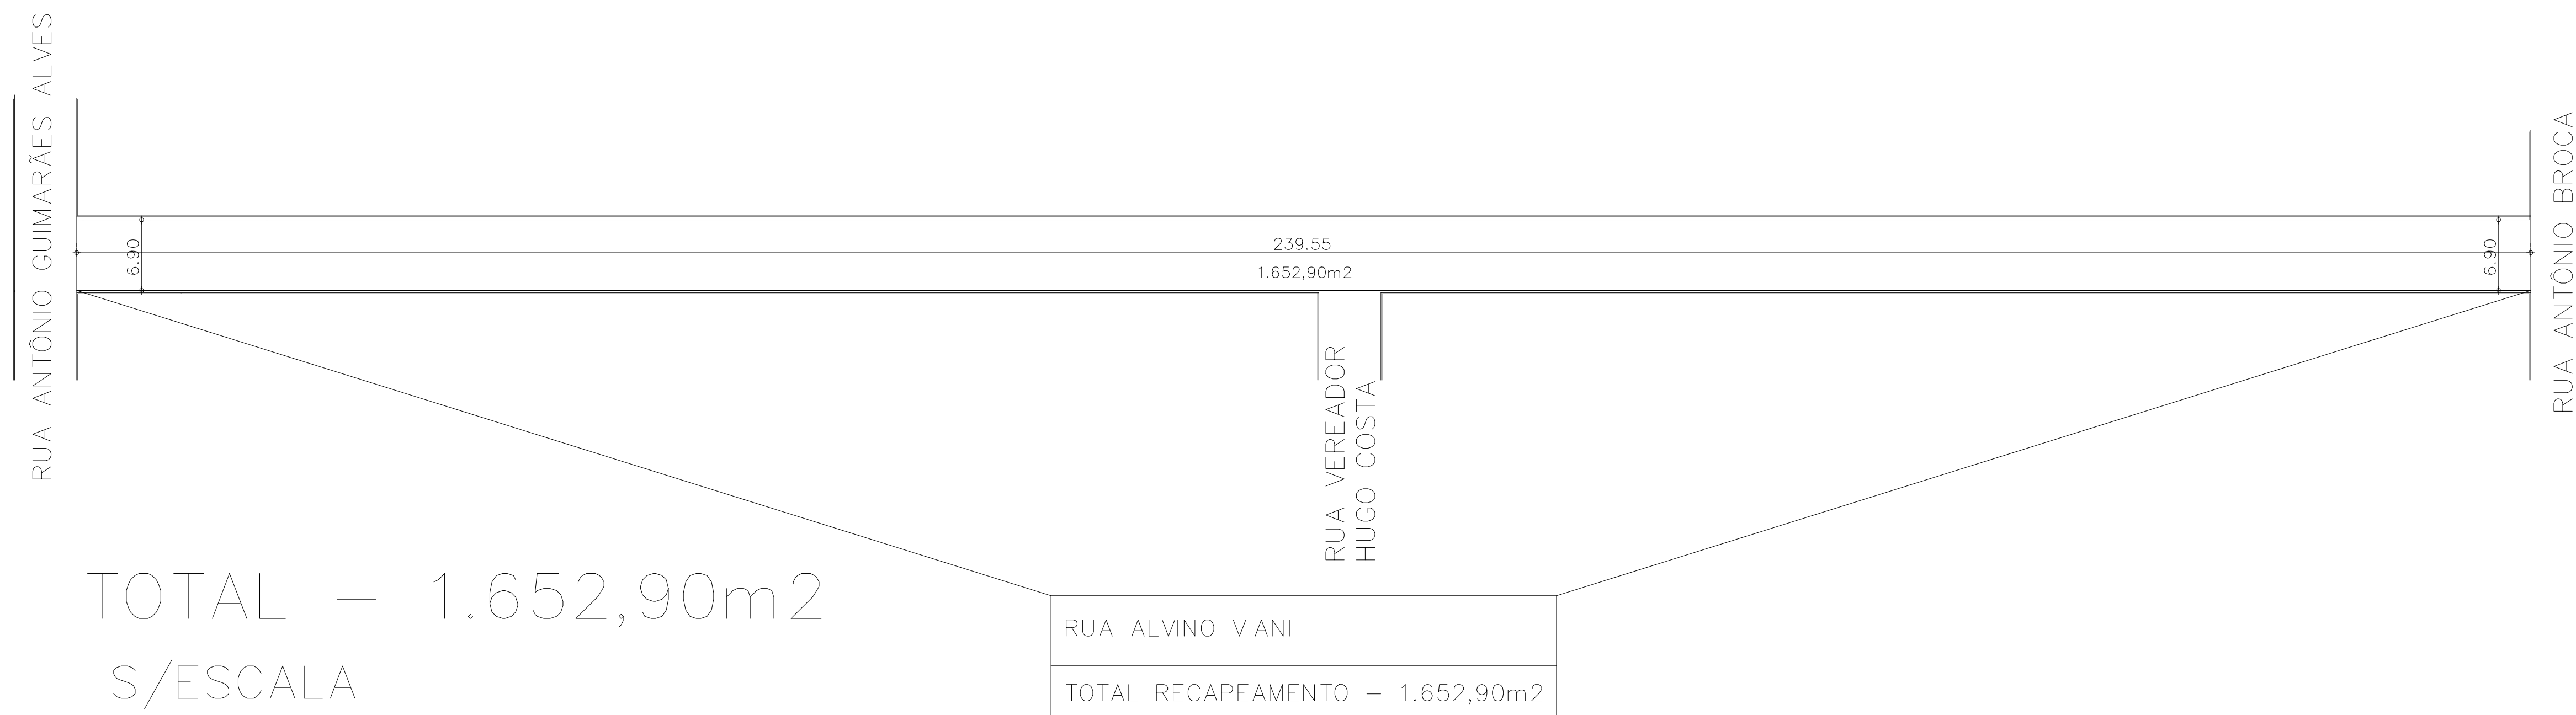 RUA ANTÔNIO GUIMARÃES ALVES
6.90
239.55
1.652,90m2
6.90
RUA ANTÔNIO BROCA
RUA VEREADOR
HUGO COSTA
TOTAL – 1.652,90m2
S/ESCALA
RUA ALVINO VIANI
TOTAL RECAPEAMENTO – 1.652,90m2